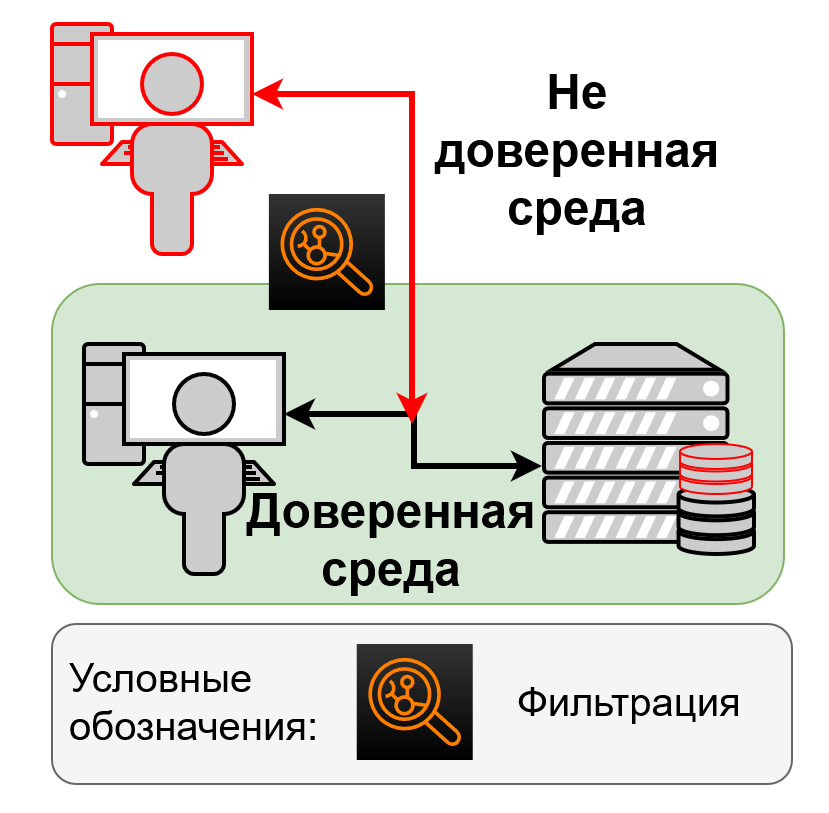 Не
доверенная
среда
Доверенная
среда
Условные
обозначения:
Фильтрация